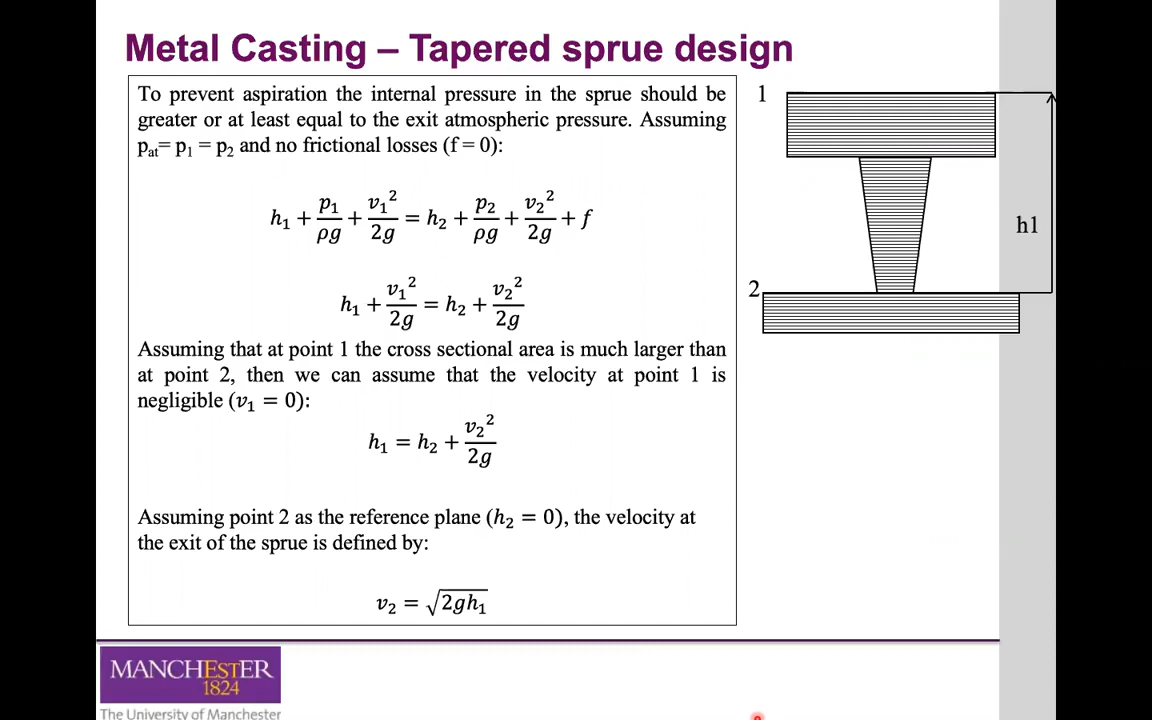 Metal Casting – Tapered sprue design
To prevent aspiration the internal pressure in the sprue should be
greater or at least equal to the exit atmospheric pressure. Assuming
pₐₜ= p₁ = p₂ and no frictional losses (f = 0):
h₁ + p₁/ρg + v₁²/2g = h₂ + p₂/ρg + v₂²/2g + f
h₁ + v₁²/2g = h₂ + v₂²/2g
Assuming that at point 1 the cross sectional area is much larger than
at point 2, then we can assume that the velocity at point 1 is
negligible (v₁ = 0):
h₁ = h₂ + v₂²/2g
Assuming point 2 as the reference plane (h₂ = 0), the velocity at
the exit of the sprue is defined by:
v₂ = √2gh₁
1
h1
2
MANCHESTER
1824
The University of Manchester